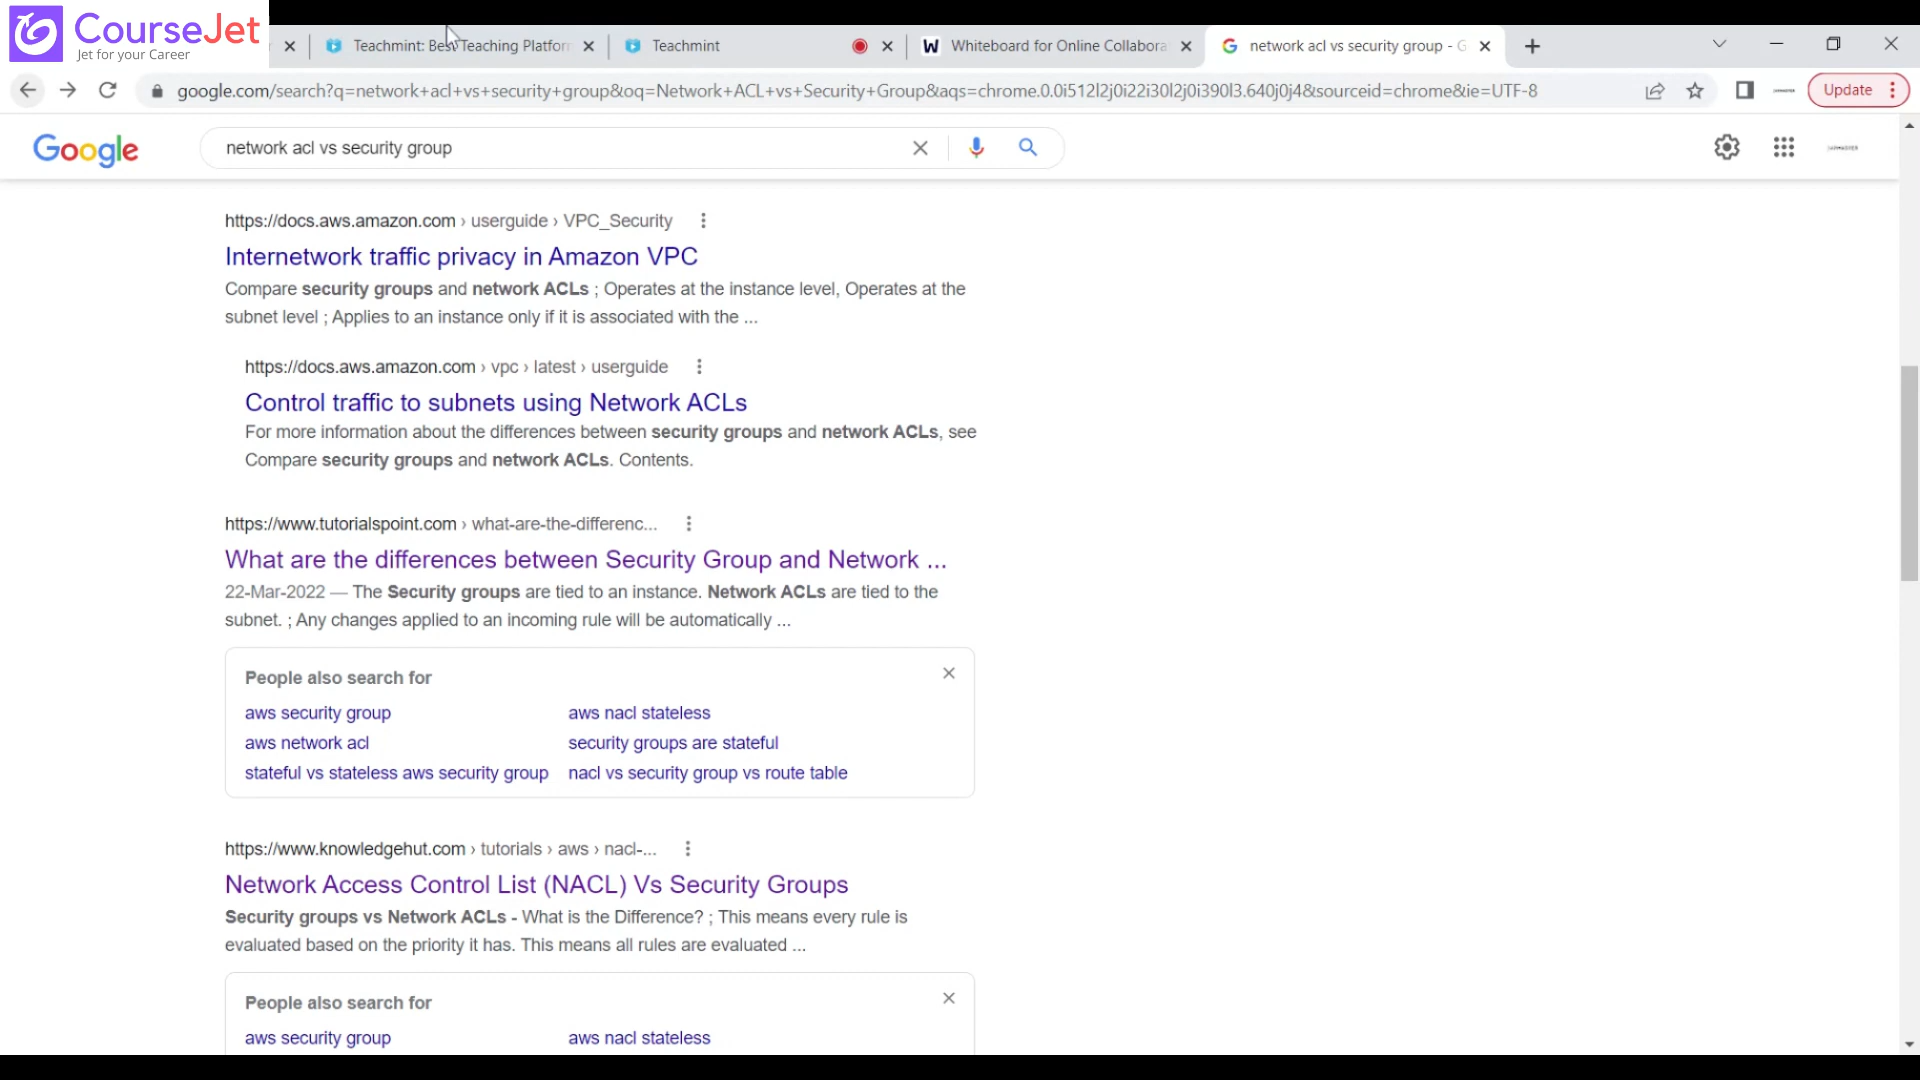 CourseJet
Jet for your Career
Teachmint: Best Teaching Platfor
Teachmint
Whiteboard for Online Collabora
network acl vs security group - G
google.com/search?q=network+acl+vs+security+group&oq=Network+ACL+vs+Security+Group&aqs=chrome.0.0i512l2j0i22i30l2j0i390l3.640j0j4&sourceid=chrome&ie=UTF-8
Update
Google
network acl vs security group
https://docs.aws.amazon.com › userguide › VPC_Security
Internetwork traffic privacy in Amazon VPC
Compare security groups and network ACLs ; Operates at the instance level, Operates at the
subnet level ; Applies to an instance only if it is associated with the ...
https://docs.aws.amazon.com › vpc › latest › userguide
Control traffic to subnets using Network ACLs
For more information about the differences between security groups and network ACLs, see
Compare security groups and network ACLs. Contents.
https://www.tutorialspoint.com › what-are-the-differenc...
What are the differences between Security Group and Network ...
22-Mar-2022 — The Security groups are tied to an instance. Network ACLs are tied to the
subnet. ; Any changes applied to an incoming rule will be automatically ...
People also search for
aws security group
aws nacl stateless
aws network acl
security groups are stateful
stateful vs stateless aws security group
nacl vs security group vs route table
https://www.knowledgehut.com › tutorials › aws › nacl-...
Network Access Control List (NACL) Vs Security Groups
Security groups vs Network ACLs - What is the Difference? ; This means every rule is
evaluated based on the priority it has. This means all rules are evaluated ...
People also search for
aws security group
aws nacl stateless